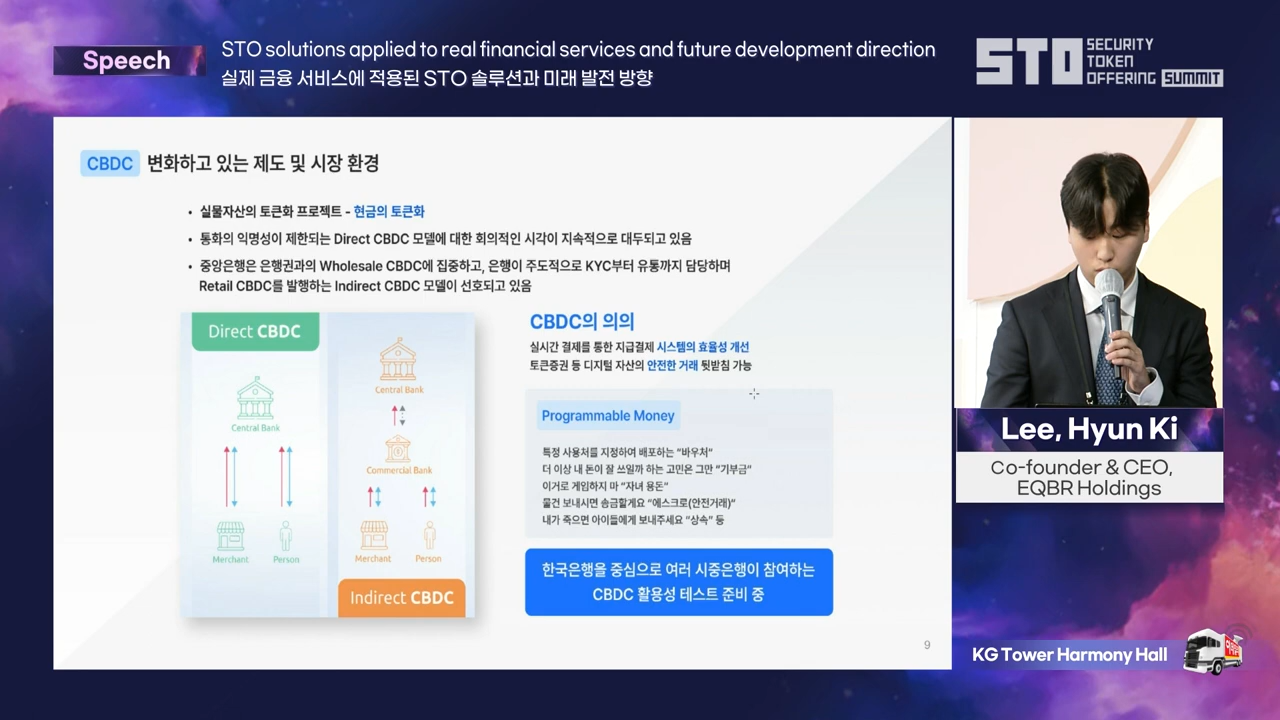 Speech
STO solutions applied to real financial services and future development direction
실제 금융 서비스에 적용된 STO 솔루션과 미래 발전 방향
STO SECURITY
TOKEN
OFFERING SUMMIT
CBDC 변화하고 있는 제도 및 시장 환경
• 실물자산의 토큰화 프로젝트 - 현금의 토큰화
• 통화의 익명성이 제한되는 Direct CBDC 모델에 대한 회의적인 시각이 지속적으로 대두되고 있음
• 중앙은행은 은행권과의 Wholesale CBDC에 집중하고, 은행이 주도적으로 KYC부터 유통까지 담당하며
Retail CBDC를 발행하는 Indirect CBDC 모델이 선호되고 있음
Direct CBDC
Central Bank
Merchant
Person
Central Bank
Commercial Bank
Merchant
Person
Indirect CBDC
CBDC의 의의
실시간 결제를 통한 지급결제 시스템의 효율성 개선
토큰증권 등 디지털 자산의 안전한 거래 뒷받침 가능
Programmable Money
특정 사용처를 지정하여 배포하는 “바우처”
더 이상 내 돈이 잘 쓰일까 하는 고민은 그만 “기부금”
이거로 게임하지 마 “자녀 용돈”
물건 보내시면 송금할게요 “에스크로(안전거래)”
내가 죽으면 아이들에게 보내주세요 “상속” 등
한국은행을 중심으로 여러 시중은행이 참여하는
CBDC 활용성 테스트 준비 중
9
Lee, Hyun Ki
Co-founder & CEO,
EQBR Holdings
KG Tower Harmony Hall